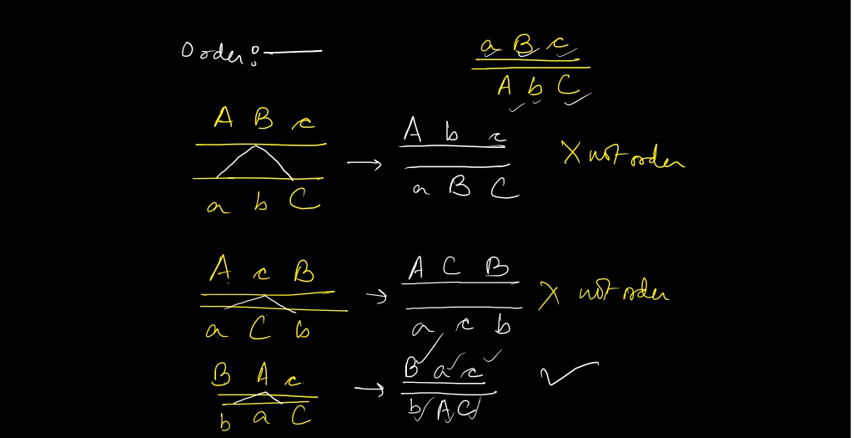 Order:
a B c
A b C
A B c
a b C
→
A b c
a B C
X not order
A c B
a C b
→
A C B
a c b
X not order
B A c
b a C
→
B a c
b A C
✓